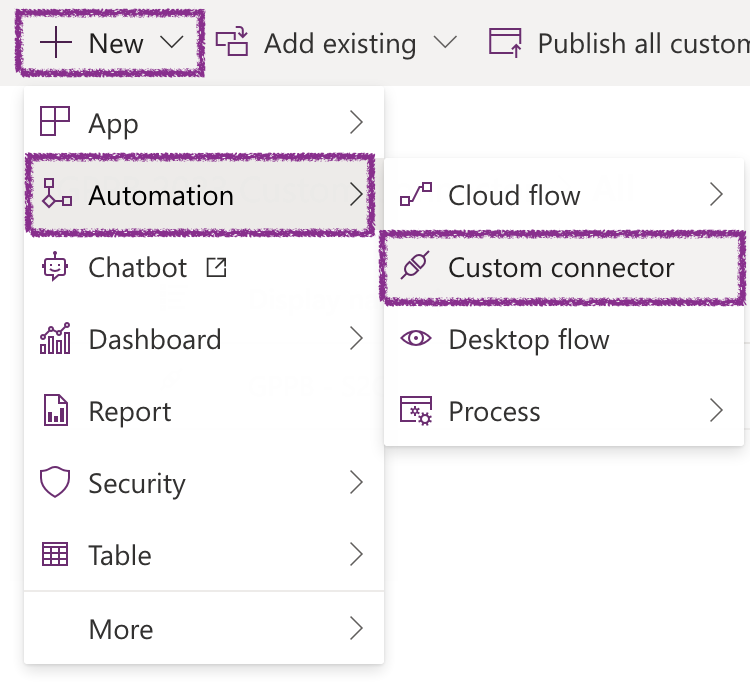 New
Add existing
Publish all custom
App
Automation
Cloud flow
Chatbot
Custom connector
Dashboard
Desktop flow
Report
Process
Security
Table
More